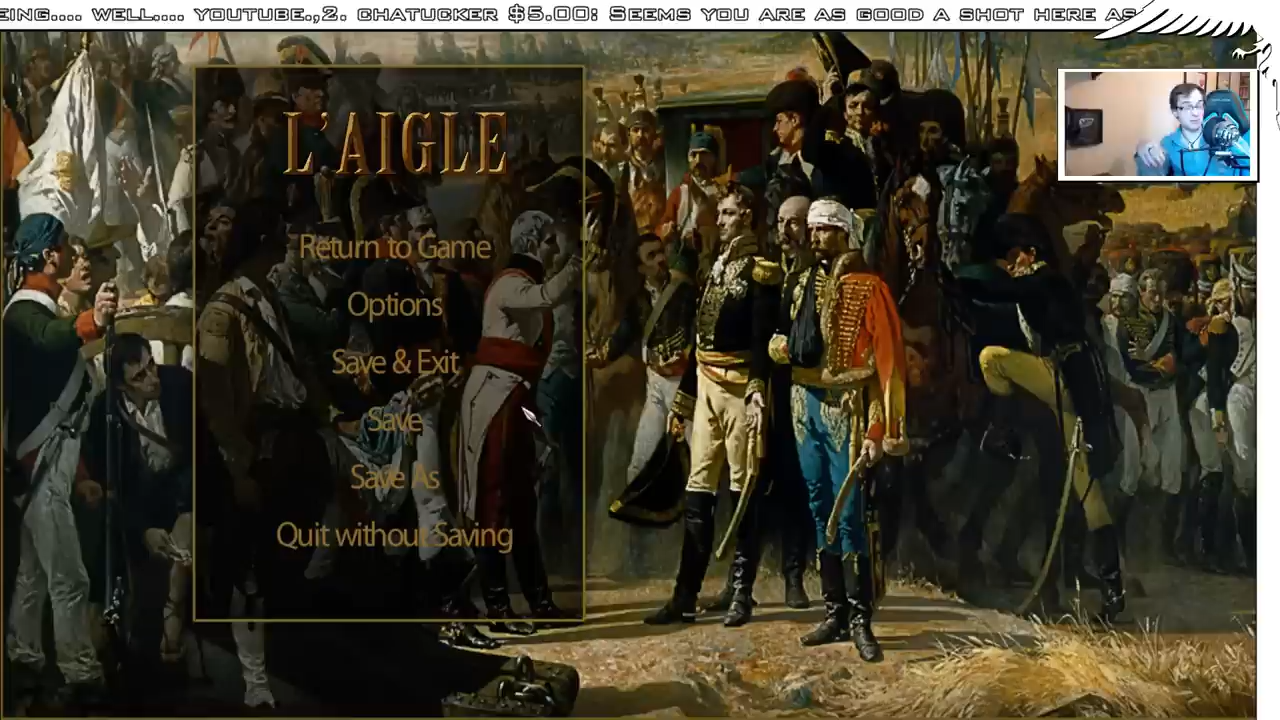 EING.... WELL.... YOUTUBE.,2. CHATUCKER $5.00: SEEMS YOU ARE AS GOOD A SHOT HERE AS
L'AIGLE
Return to Game
Options
Save & Exit
Save
Save As
Quit without Saving